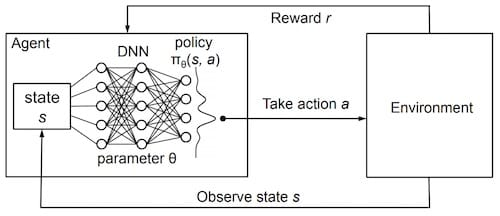 Reward r
Agent
DNN
policy
πθ(s, a)
state
s
Take action a
Environment
parameter θ
Observe state s